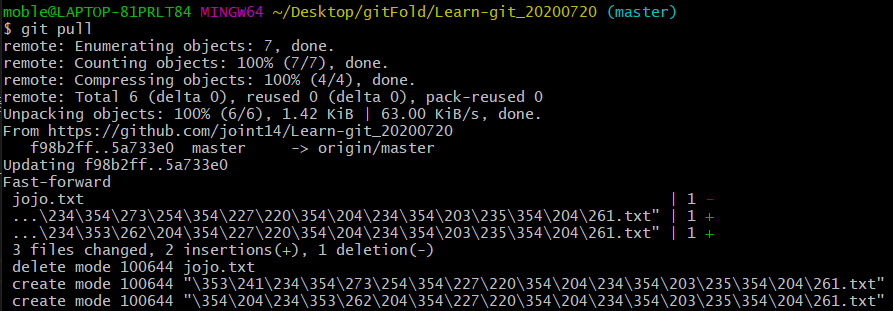 moble@LAPTOP-81PRLT84 MINGW64 ~/Desktop/gitFold/Learn-git_20200720 (master)
$ git pull
remote: Enumerating objects: 7, done.
remote: Counting objects: 100% (7/7), done.
remote: Compressing objects: 100% (4/4), done.
remote: Total 6 (delta 0), reused 0 (delta 0), pack-reused 0
Unpacking objects: 100% (6/6), 1.42 KiB | 63.00 KiB/s, done.
From https://github.com/joint14/Learn-git_20200720
   f98b2ff..5a733e0  master     -> origin/master
Updating f98b2ff..5a733e0
Fast-forward
 jojo.txt                                                           | 1 -
 ...\234\354\273\254\354\227\220\354\204\234\354\203\235\354\204\261.txt" | 1 +
 ...\234\353\262\204\354\227\220\354\204\234\354\203\235\354\204\261.txt" | 1 +
 3 files changed, 2 insertions(+), 1 deletion(-)
 delete mode 100644 jojo.txt
 create mode 100644 "\353\241\234\354\273\254\354\227\220\354\204\234\354\203\235\354\204\261.txt"
 create mode 100644 "\354\204\234\353\262\204\354\227\220\354\204\234\354\203\235\354\204\261.txt"